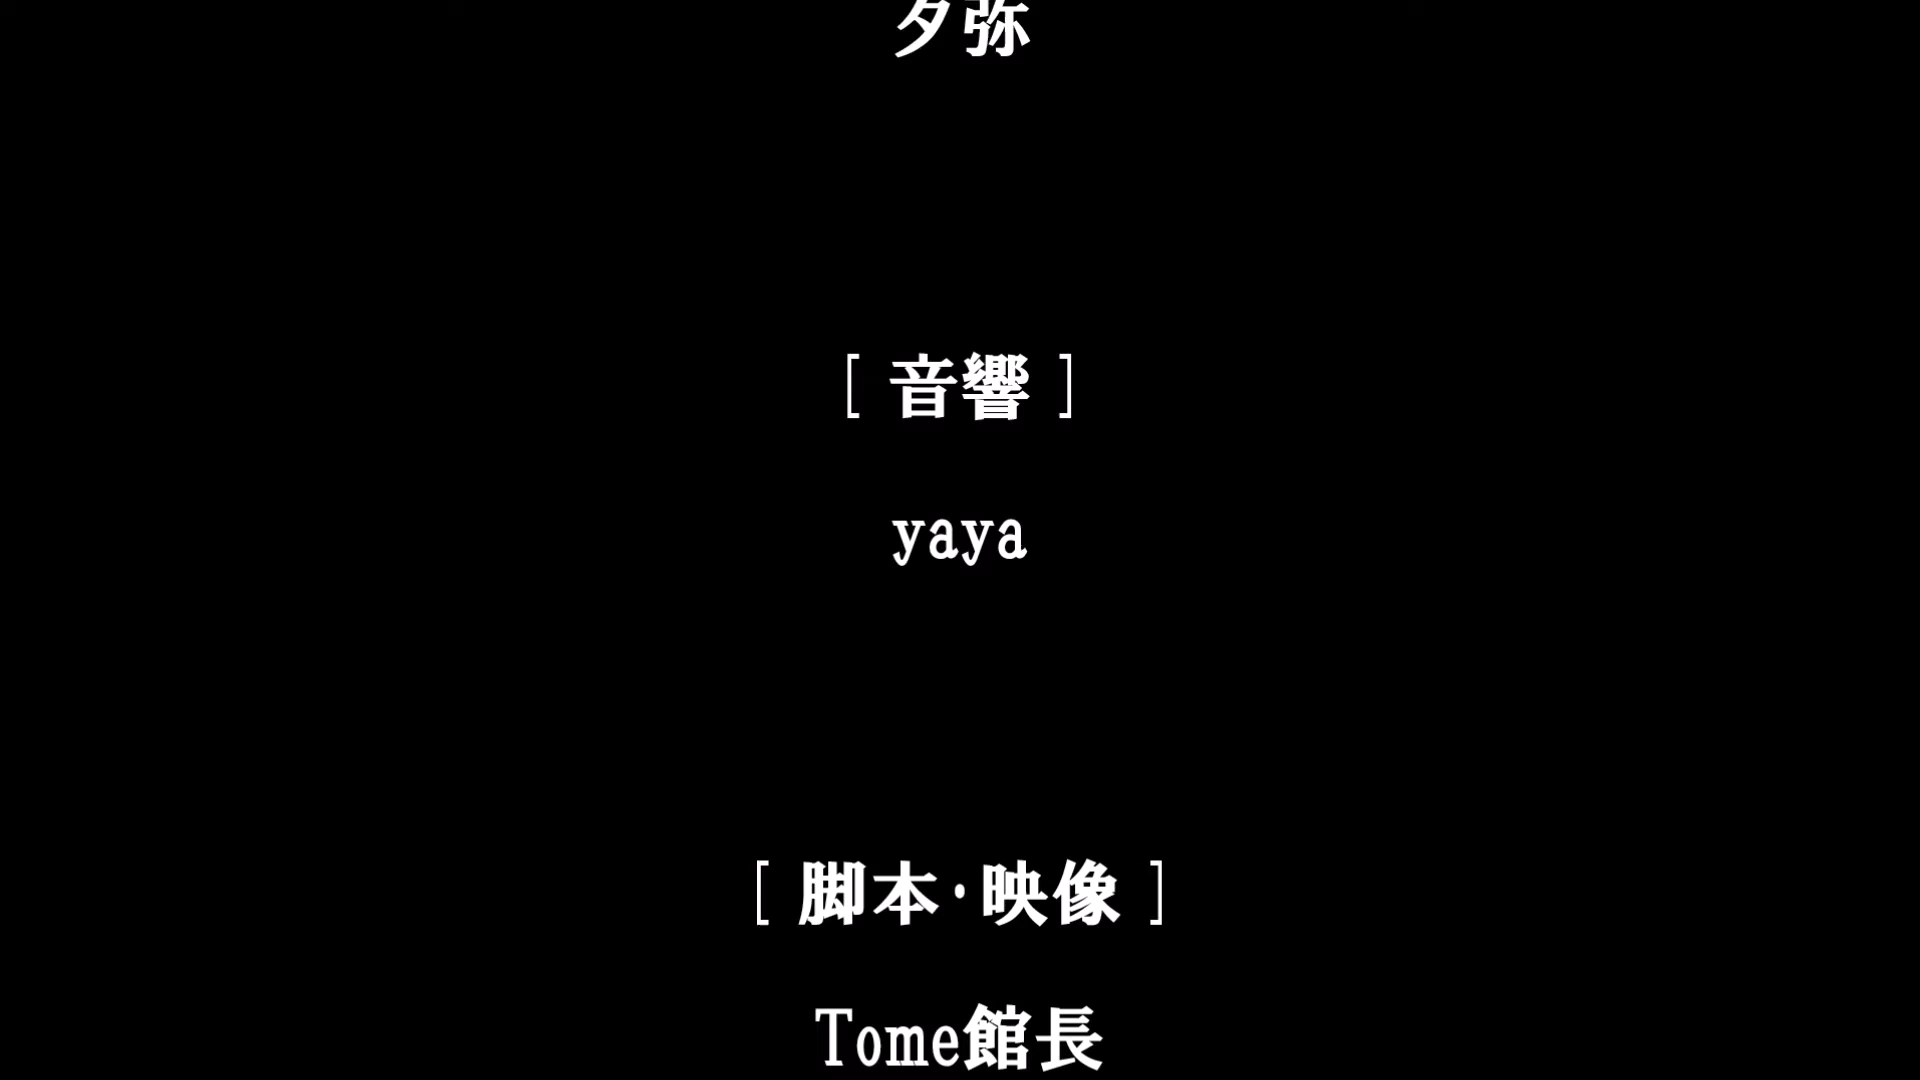 夕弥
[ 音響 ]
yaya
[ 脚本·映像 ]
Tome館長